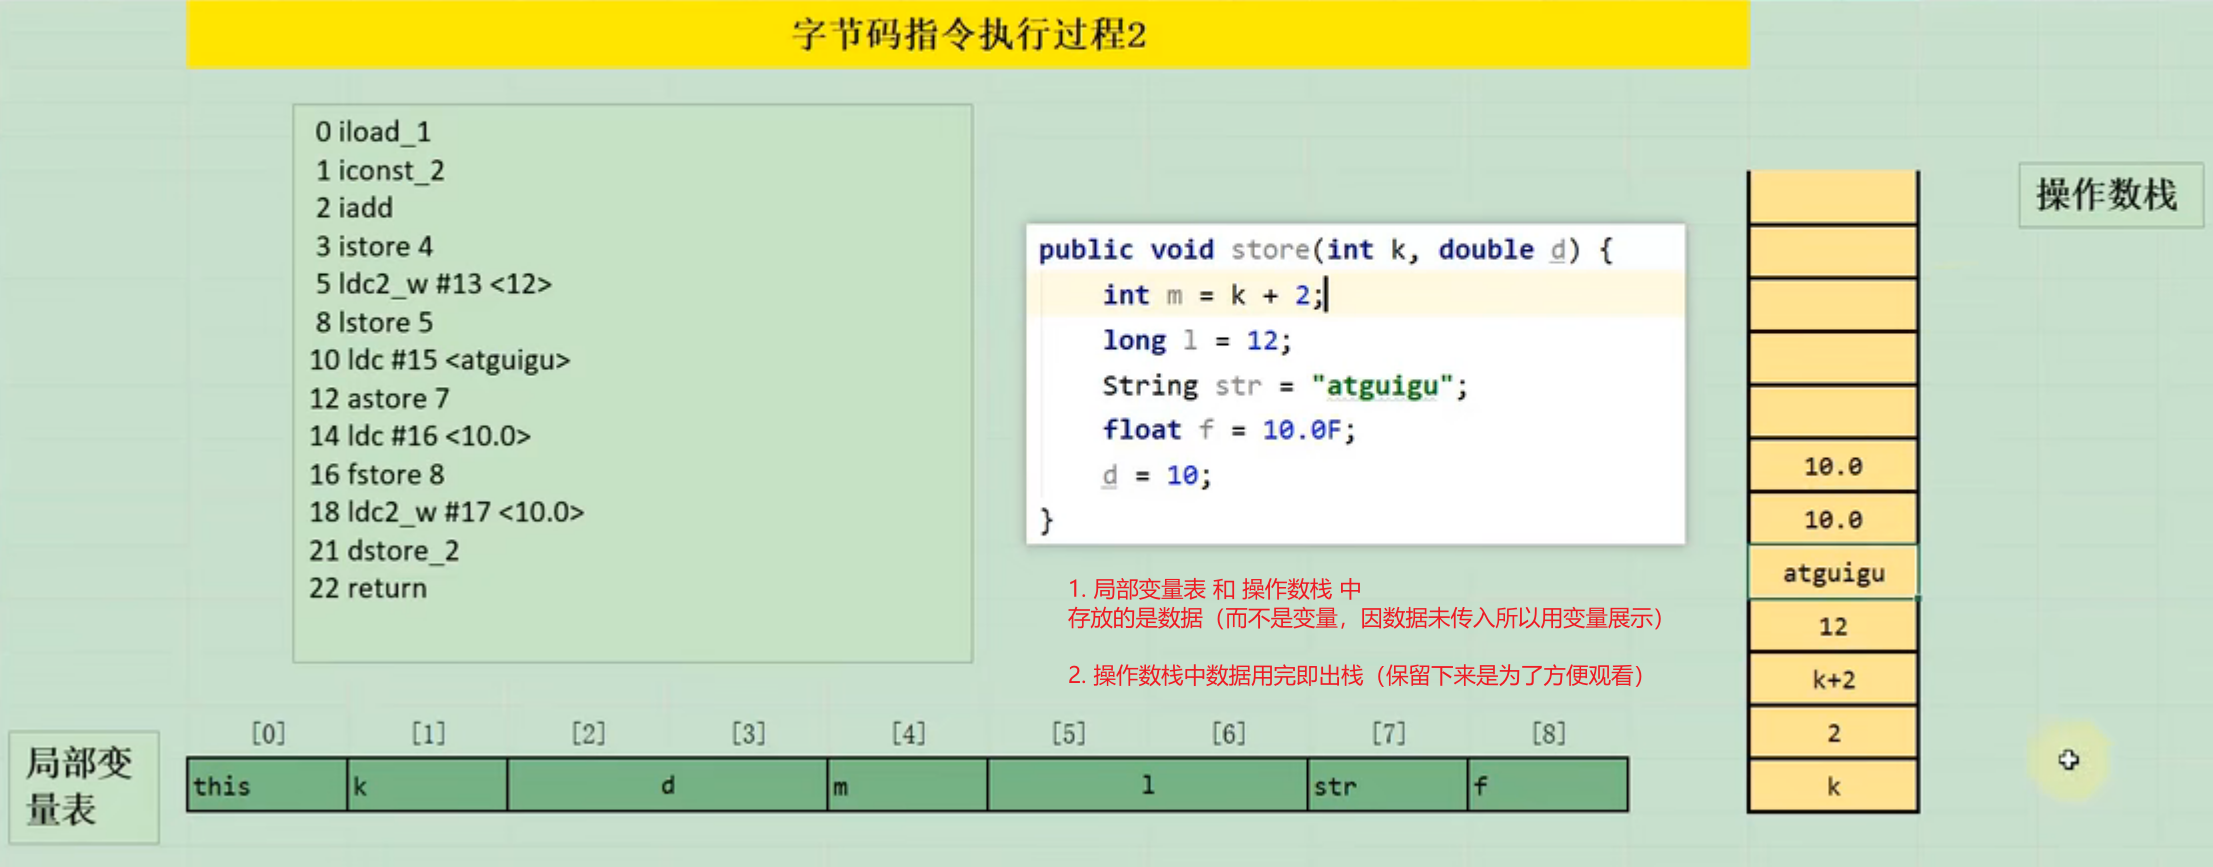 字节码指令执行过程2
0 iload_1
1 iconst_2
2 iadd
3 istore 4
5 ldc2_w #13 <12>
8 lstore 5
10 ldc #15 <atguigu>
12 astore 7
14 ldc #16 <10.0>
16 fstore 8
18 ldc2_w #17 <10.0>
21 dstore_2
22 return
public void store(int k, double d) {
int m = k + 2;
long l = 12;
String str = "atguigu";
float f = 10.0F;
d = 10;
}
1. 局部变量表 和 操作数栈 中
存放的是数据（而不是变量，因数据未传入所以用变量展示）
2. 操作数栈中数据用完即出栈（保留下来是为了方便观看）
操作数栈
10.0
10.0
atguigu
12
k+2
2
k
局部变
量表
[0] [1] [2] [3] [4] [5] [6] [7] [8]
this k d m l str f